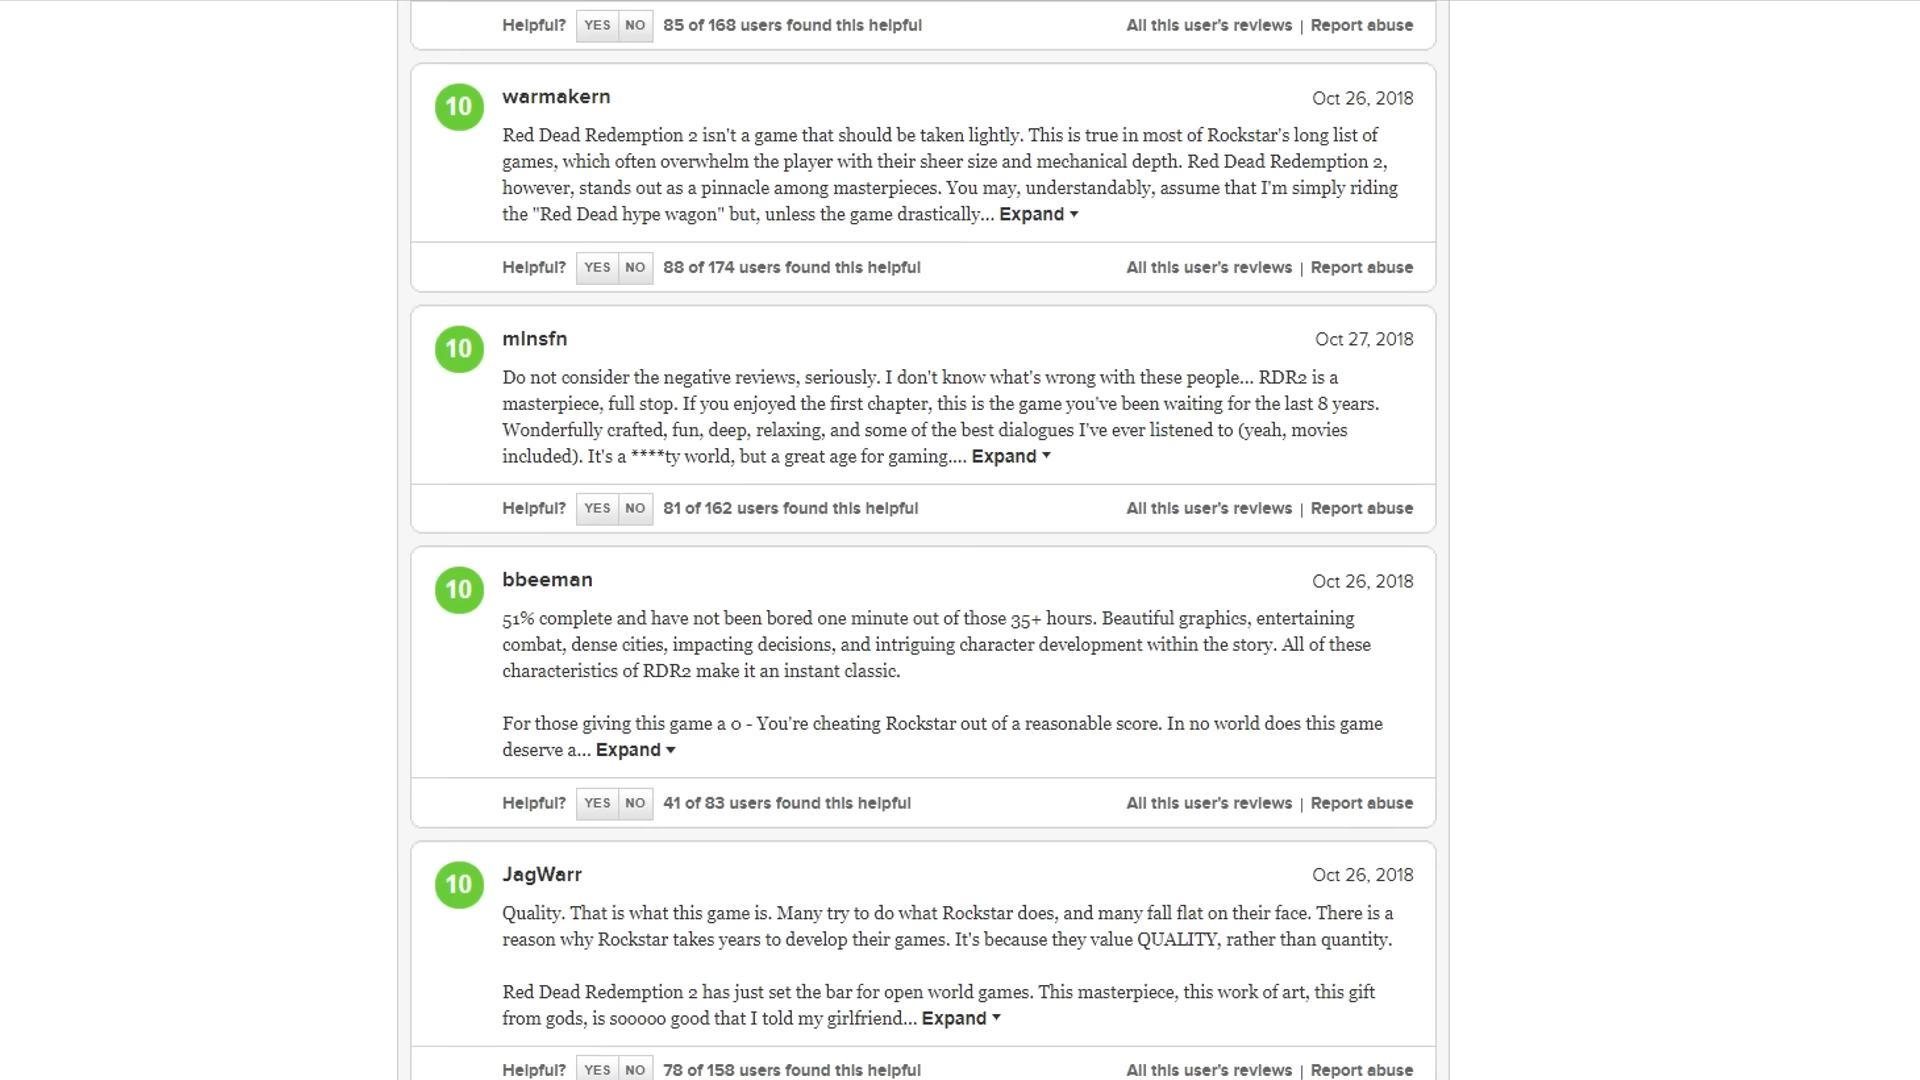 Helpful? YES NO 85 of 168 users found this helpful All this user's reviews | Report abuse
10 warmakern Oct 26, 2018
Red Dead Redemption 2 isn't a game that should be taken lightly. This is true in most of Rockstar's long list of
games, which often overwhelm the player with their sheer size and mechanical depth. Red Dead Redemption 2,
however, stands out as a pinnacle among masterpieces. You may, understandably, assume that I'm simply riding
the "Red Dead hype wagon" but, unless the game drastically... Expand
Helpful? YES NO 88 of 174 users found this helpful All this user's reviews | Report abuse
10 mlnsfn Oct 27, 2018
Do not consider the negative reviews, seriously. I don't know what's wrong with these people... RDR2 is a
masterpiece, full stop. If you enjoyed the first chapter, this is the game you've been waiting for the last 8 years.
Wonderfully crafted, fun, deep, relaxing, and some of the best dialogues I've ever listened to (yeah, movies
included). It's a ****ty world, but a great age for gaming.... Expand
Helpful? YES NO 81 of 162 users found this helpful All this user's reviews | Report abuse
10 bbeeman Oct 26, 2018
51% complete and have not been bored one minute out of those 35+ hours. Beautiful graphics, entertaining
combat, dense cities, impacting decisions, and intriguing character development within the story. All of these
characteristics of RDR2 make it an instant classic.
For those giving this game a 0 - You're cheating Rockstar out of a reasonable score. In no world does this game
deserve a... Expand
Helpful? YES NO 41 of 83 users found this helpful All this user's reviews | Report abuse
10 JagWarr Oct 26, 2018
Quality. That is what this game is. Many try to do what Rockstar does, and many fall flat on their face. There is a
reason why Rockstar takes years to develop their games. It's because they value QUALITY, rather than quantity.
Red Dead Redemption 2 has just set the bar for open world games. This masterpiece, this work of art, this gift
from gods, is sooooo good that I told my girlfriend... Expand
Helpful? YES NO 78 of 158 users found this helpful All this user's reviews | Report abuse